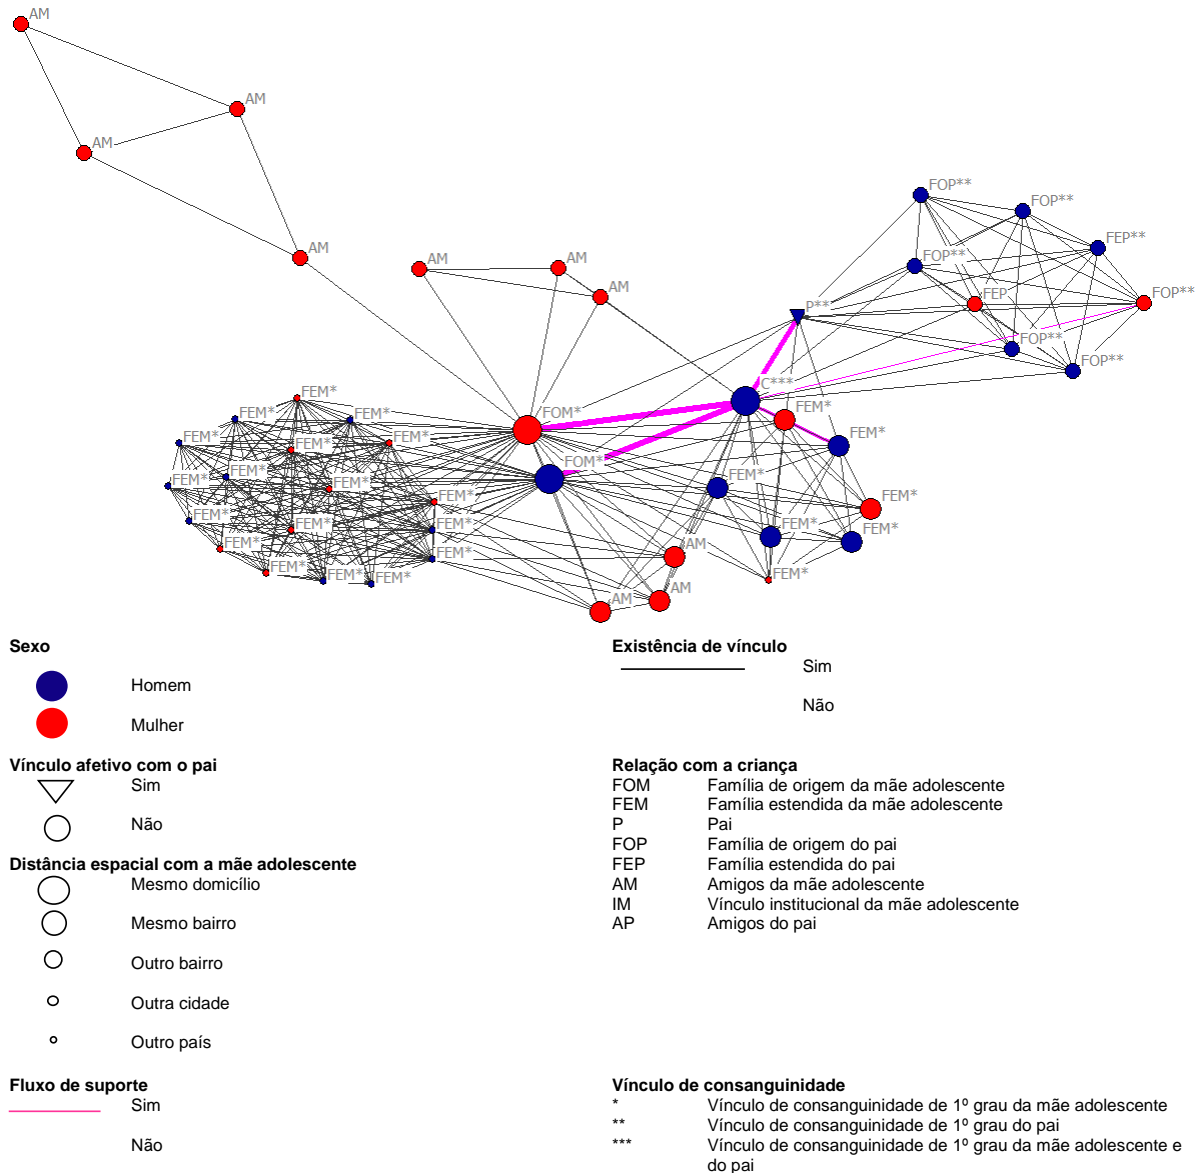 AM
AM
AM
AM
AM
AM
AM
FOP**
FOP**
FEP**
FOP**
FEP
FOP**
P**
FOP**
FOP**
C***
FEM*
FEM*
FEM*
FEM*
FEM*
FOM*
FEM*
FEM*
FEM*
FEM*
FEM*
FEM*
FOM*
FEM*
FEM*
FEM*
FEM*
FEM*
FEM*
FEM*
FEM*
FEM*
FEM*
FEM*
FEM*
FEM*
FEM*
AM
FEM*
AM
AM
Sexo
Homem
Mulher
Existência de vínculo
Sim
Não
Vínculo afetivo com o pai
Sim
Não
Relação com a criança
FOM Família de origem da mãe adolescente
FEM Família estendida da mãe adolescente
P Pai
FOP Família de origem do pai
FEP Família estendida do pai
AM Amigos da mãe adolescente
IM Vínculo institucional da mãe adolescente
AP Amigos do pai
Distância espacial com a mãe adolescente
Mesmo domicílio
Mesmo bairro
Outro bairro
Outra cidade
Outro país
Fluxo de suporte
Sim
Não
Vínculo de consanguinidade
* Vínculo de consanguinidade de 1º grau da mãe adolescente
** Vínculo de consanguinidade de 1º grau do pai
*** Vínculo de consanguinidade de 1º grau da mãe adolescente e
do pai